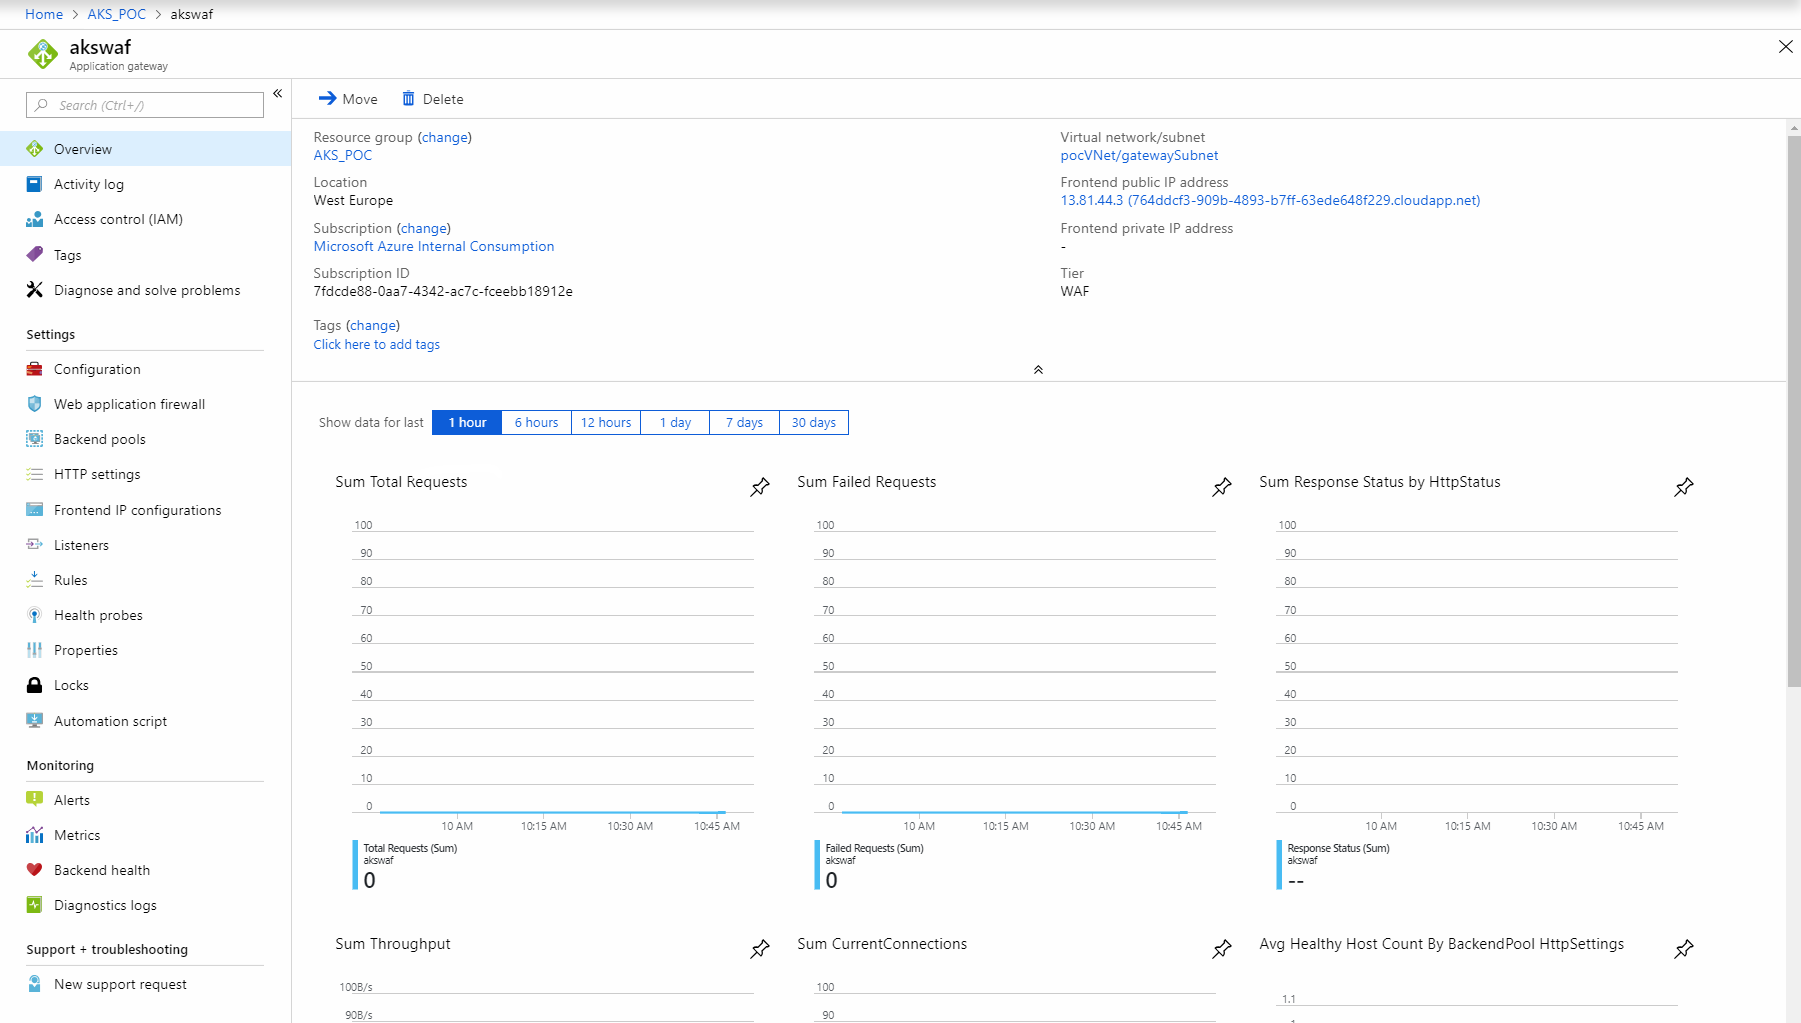 Home > AKS_POC > akswaf
akswaf
Application gateway
Search (Ctrl+/)
«
Overview
Activity log
Access control (IAM)
Tags
Diagnose and solve problems
Settings
Configuration
Web application firewall
Backend pools
HTTP settings
Frontend IP configurations
Listeners
Rules
Health probes
Properties
Locks
Automation script
Monitoring
Alerts
Metrics
Backend health
Diagnostics logs
Support + troubleshooting
New support request
Move Delete
Resource group (change)
AKS_POC
Location
West Europe
Subscription (change)
Microsoft Azure Internal Consumption
Subscription ID
7fdcde88-0aa7-4342-ac7c-fceebb18912e
Tags (change)
Click here to add tags
Virtual network/subnet
pocVNet/gatewaySubnet
Frontend public IP address
13.81.44.3 (764ddcf3-909b-4893-b7ff-63ede648f229.cloudapp.net)
Frontend private IP address
-
Tier
WAF
Show data for last 1 hour 6 hours 12 hours 1 day 7 days 30 days
Sum Total Requests
100
90
80
70
60
50
40
30
20
10
0
10 AM 10:15 AM 10:30 AM 10:45 AM
Total Requests (Sum)
akswaf
0
Sum Failed Requests
100
90
80
70
60
50
40
30
20
10
0
10 AM 10:15 AM 10:30 AM 10:45 AM
Failed Requests (Sum)
akswaf
0
Sum Response Status by HttpStatus
100
90
80
70
60
50
40
30
20
10
0
10 AM 10:15 AM 10:30 AM 10:45 AM
Response Status (Sum)
akswaf
--
Sum Throughput
100B/s
90B/s
Sum CurrentConnections
100
90
Avg Healthy Host Count By BackendPool HttpSettings
1.1